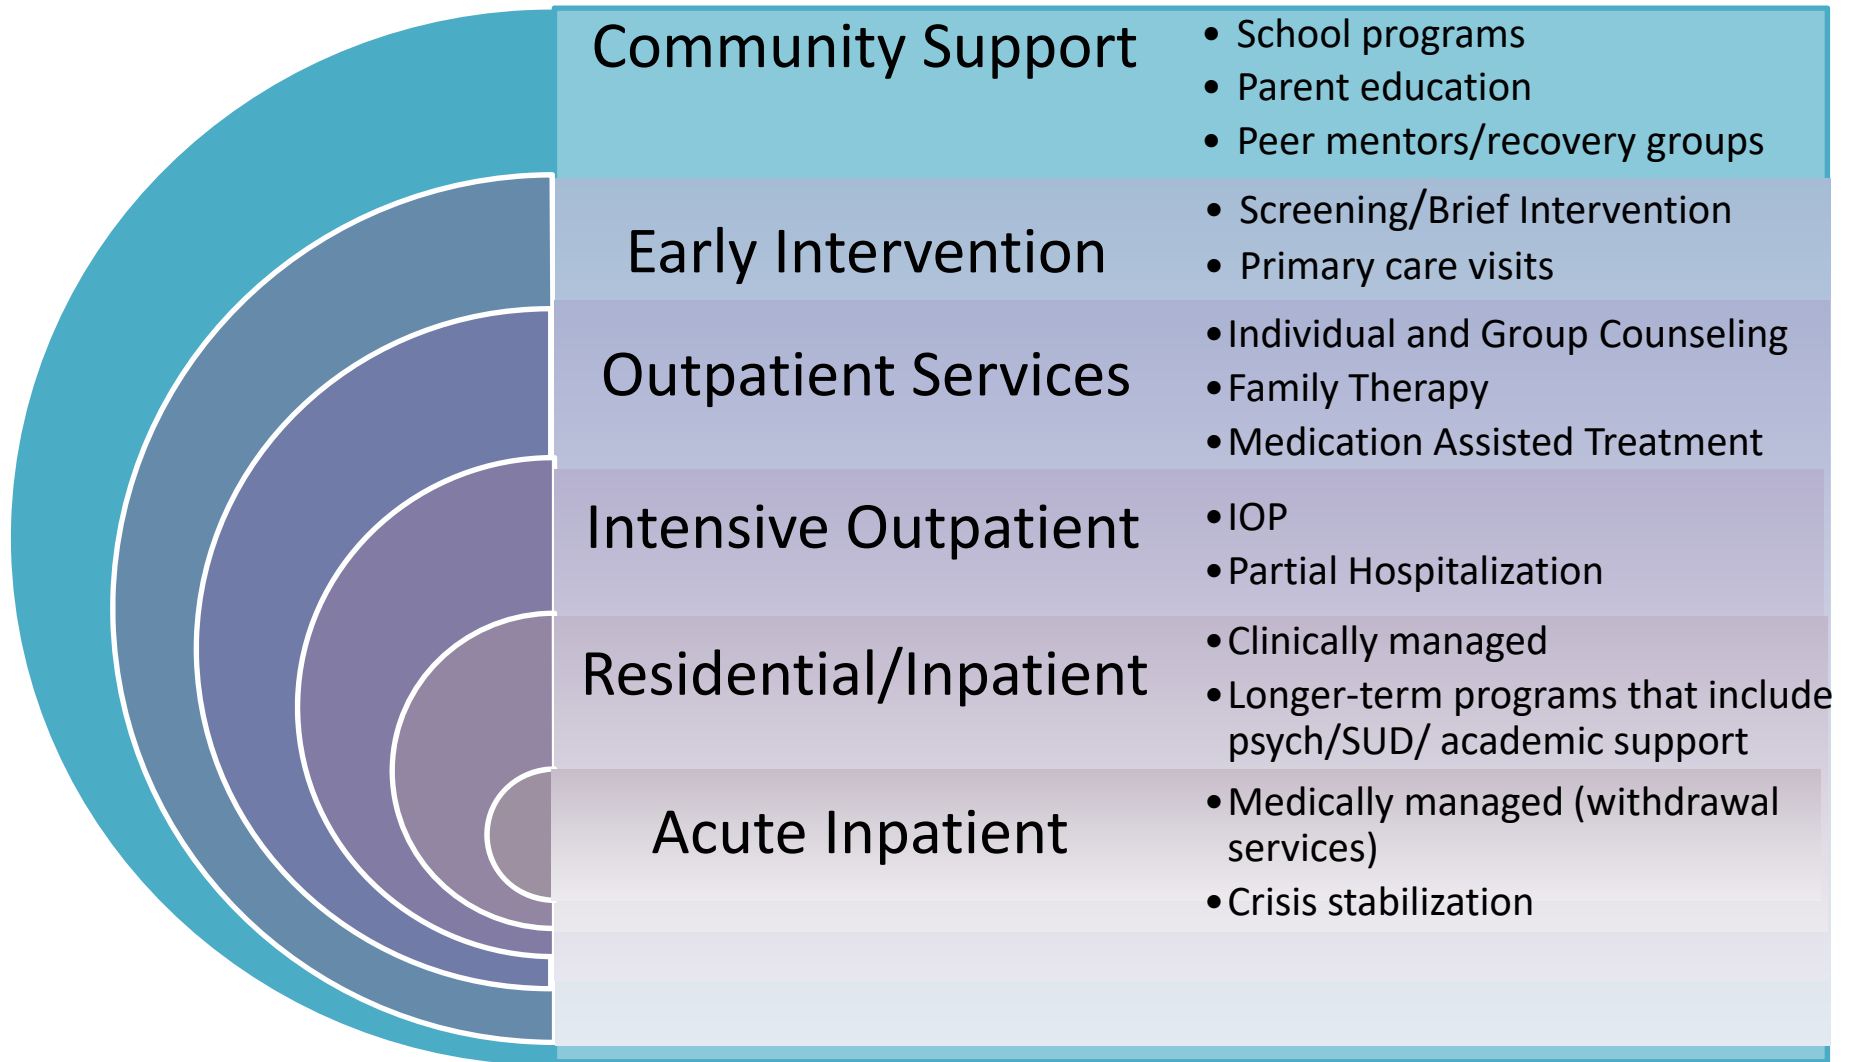 Community Support
• School programs
• Parent education
• Peer mentors/recovery groups
Early Intervention
• Screening/Brief Intervention
• Primary care visits
Outpatient Services
•Individual and Group Counseling
•Family Therapy
•Medication Assisted Treatment
Intensive Outpatient
•IOP
•Partial Hospitalization
Residential/Inpatient
•Clinically managed
•Longer-term programs that include
psych/SUD/ academic support
Acute Inpatient
•Medically managed (withdrawal
services)
•Crisis stabilization